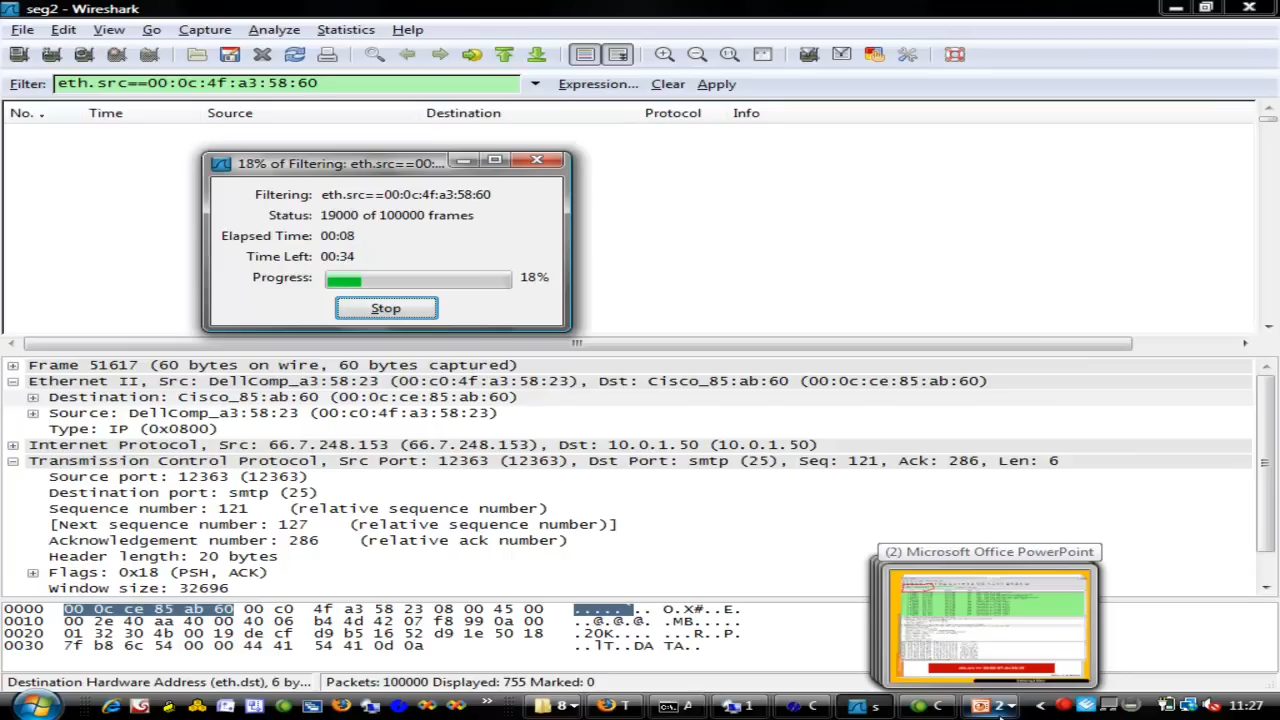 seg2 - Wireshark
File Edit View Go Capture Analyze Statistics Help
Filter: eth.src==00:0c:4f:a3:58:60 Expression... Clear Apply
No. Time Source Destination Protocol Info
18% of Filtering: eth.src==00:...
Filtering: eth.src==00:0c:4f:a3:58:60
Status: 19000 of 100000 frames
Elapsed Time: 00:08
Time Left: 00:34
Progress: 18%
Stop
Frame 51617 (60 bytes on wire, 60 bytes captured)
Ethernet II, Src: DellComp_a3:58:23 (00:c0:4f:a3:58:23), Dst: Cisco_85:ab:60 (00:0c:ce:85:ab:60)
Destination: Cisco_85:ab:60 (00:0c:ce:85:ab:60)
Source: DellComp_a3:58:23 (00:c0:4f:a3:58:23)
Type: IP (0x0800)
Internet Protocol, Src: 66.7.248.153 (66.7.248.153), Dst: 10.0.1.50 (10.0.1.50)
Transmission Control Protocol, Src Port: 12363 (12363), Dst Port: smtp (25), Seq: 121, Ack: 286, Len: 6
Source port: 12363 (12363)
Destination port: smtp (25)
Sequence number: 121 (relative sequence number)
[Next sequence number: 127 (relative sequence number)]
Acknowledgement number: 286 (relative ack number)
Header length: 20 bytes
Flags: 0x18 (PSH, ACK)
Window size: 32696
(2) Microsoft Office PowerPoint
0000 00 0c ce 85 ab 60 00 c0 4f a3 58 23 08 00 45 00 .....`.. O.X#..E.
0010 00 2e 40 aa 40 00 40 06 b4 4d 42 07 f8 99 0a 00 ..@.@.@. .MB.....
0020 01 32 30 4b 00 19 de cf d9 b5 16 52 d9 1e 50 18 .20K.... ...R..P.
0030 7f b8 6c 54 00 00 44 41 54 41 0d 0a ..lT..DA TA..
Destination Hardware Address (eth.dst), 6 ... Packets: 100000 Displayed: 755 Marked: 0
8 T A 1 C s C 2 11:27